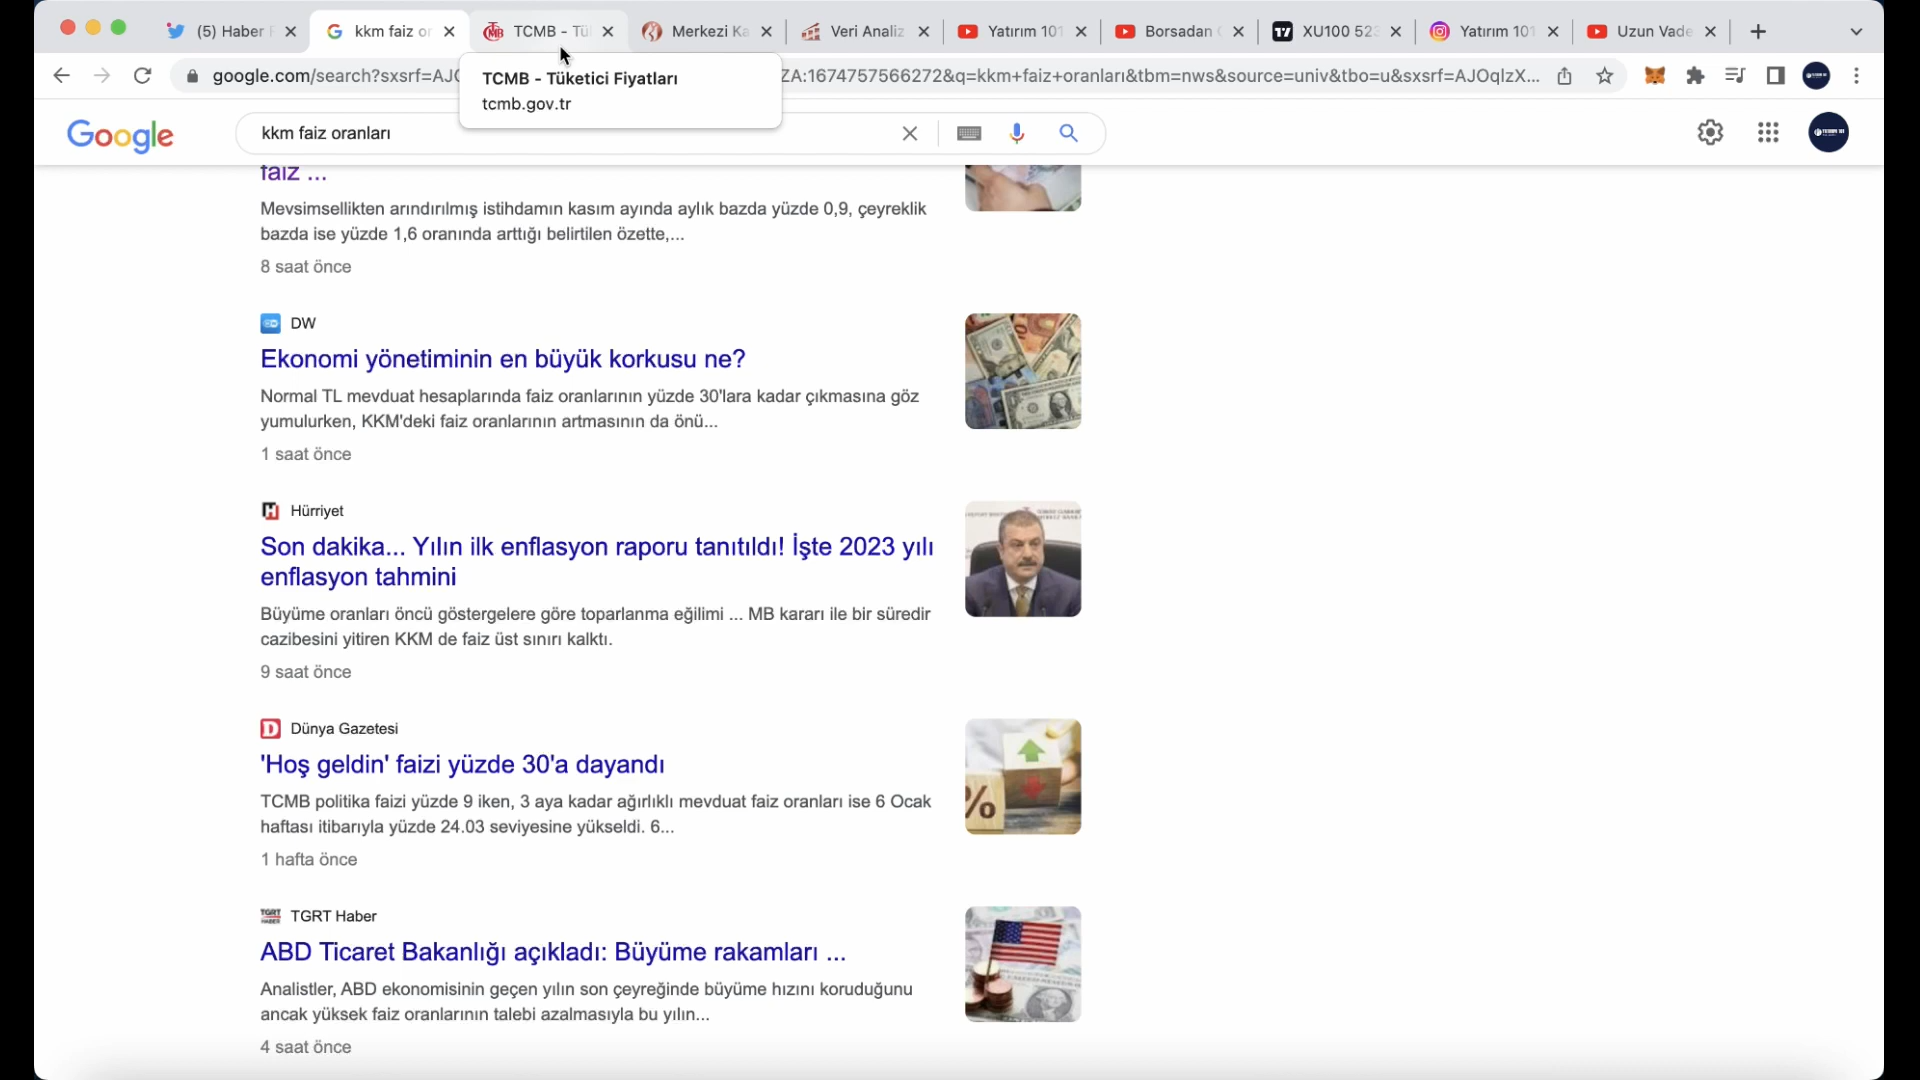 (5) Haber F
kkm faiz or
TCMB - Tü
Merkezi Ka
Veri Analiz
Yatırım 101
Borsadan
XU100 523
Yatırım 101
Uzun Vade
google.com/search?sxsrf=AJO
ZA:1674757566272&q=kkm+faiz+oranları&tbm=nws&source=univ&tbo=u&sxsrf=AJOqlzX...
TCMB - Tüketici Fiyatları
tcmb.gov.tr
Google
kkm faiz oranları
faiz ...
Mevsimsellikten arındırılmış istihdamın kasım ayında aylık bazda yüzde 0,9, çeyreklik
bazda ise yüzde 1,6 oranında arttığı belirtilen özette,...
8 saat önce
DW
Ekonomi yönetiminin en büyük korkusu ne?
Normal TL mevduat hesaplarında faiz oranlarının yüzde 30'lara kadar çıkmasına göz
yumulurken, KKM'deki faiz oranlarının artmasının da önü...
1 saat önce
Hürriyet
Son dakika... Yılın ilk enflasyon raporu tanıtıldı! İşte 2023 yılı
enflasyon tahmini
Büyüme oranları öncü göstergelere göre toparlanma eğilimi ... MB kararı ile bir süredir
cazibesini yitiren KKM de faiz üst sınırı kalktı.
9 saat önce
Dünya Gazetesi
'Hoş geldin' faizi yüzde 30'a dayandı
TCMB politika faizi yüzde 9 iken, 3 aya kadar ağırlıklı mevduat faiz oranları ise 6 Ocak
haftası itibarıyla yüzde 24.03 seviyesine yükseldi. 6...
1 hafta önce
TGRT Haber
ABD Ticaret Bakanlığı açıkladı: Büyüme rakamları ...
Analistler, ABD ekonomisinin geçen yılın son çeyreğinde büyüme hızını koruduğunu
ancak yüksek faiz oranlarının talebi azalmasıyla bu yılın...
4 saat önce